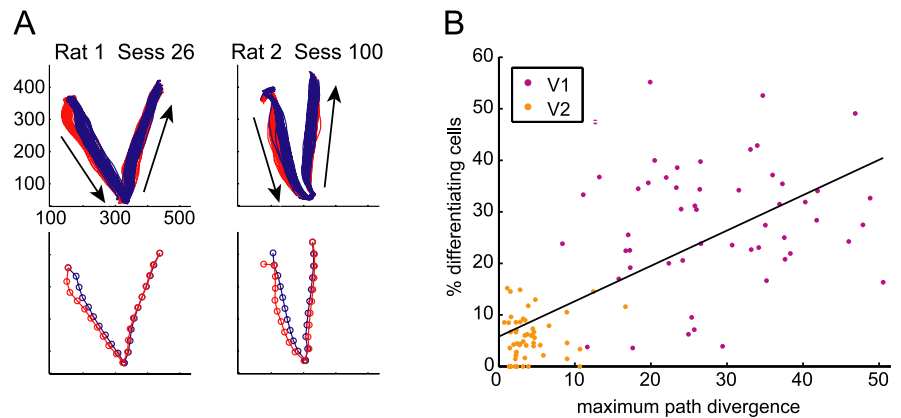 A
B
Rat 1 Sess 26
Rat 2 Sess 100
400
300
200
100
100 300 500
% differentiating cells
60
50
40
30
20
10
0
V1
V2
0 10 20 30 40 50
maximum path divergence